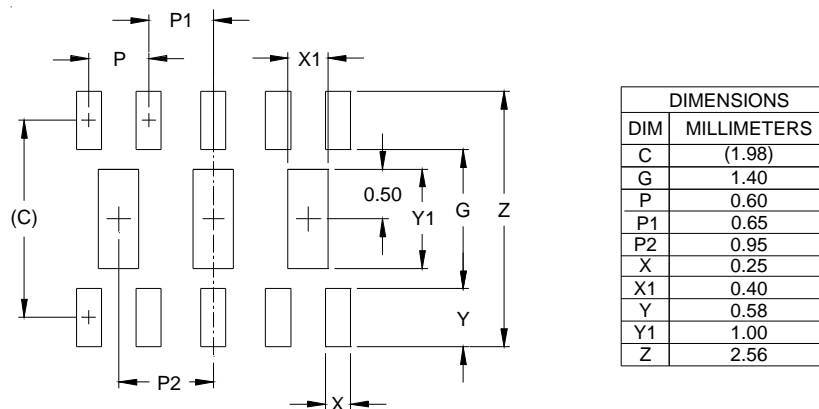 P1
P
X1
0.50
(C)
Y1
G
Z
Y
P2
X
DIMENSIONS
DIM MILLIMETERS
C (1.98)
G 1.40
P 0.60
P1 0.65
P2 0.95
X 0.25
X1 0.40
Y 0.58
Y1 1.00
Z 2.56